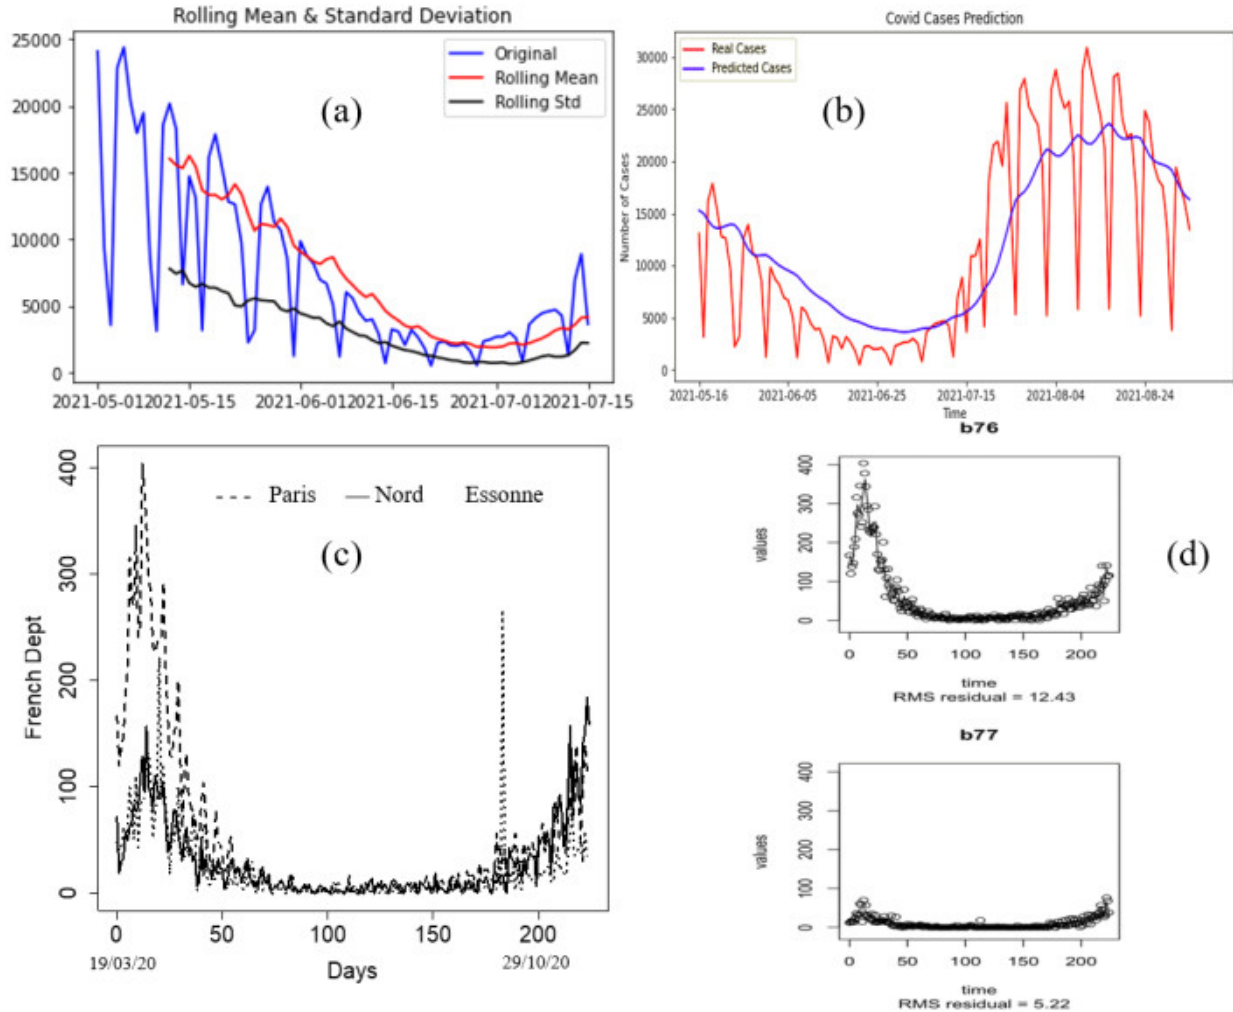 Rolling Mean & Standard Deviation
25000
20000
15000
10000
5000
0
Original
Rolling Mean
Rolling Std
(a)
2021-05-01 2021-05-15 2021-06-01 2021-06-15 2021-07-01 2021-07-15
Covid Cases Prediction
Real Cases
Predicted Cases
(b)
Number of Cases
30000
25000
20000
15000
10000
5000
0
2021-05-16 2021-06-05 2021-06-25 2021-07-15 2021-08-04 2021-08-24
Time
French Dept
400
300
200
100
0
Paris Nord Essonne
(c)
0 50 100 150 200
19/03/20 29/10/20
Days
b76
values
400
300
200
100
0
(d)
0 50 100 150 200
time
RMS residual = 12.43
b77
values
400
300
200
100
0
0 50 100 150 200
time
RMS residual = 5.22